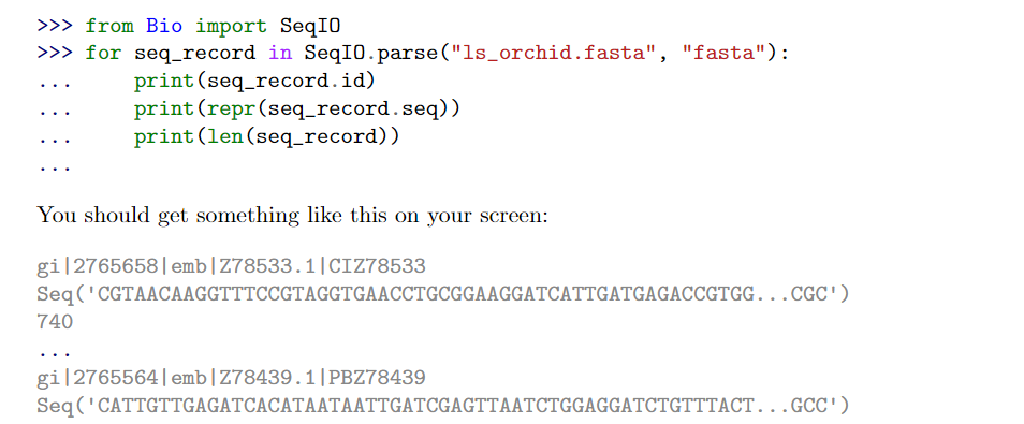 >>> from Bio import SeqIO
>>> for seq_record in SeqIO.parse("ls_orchid.fasta", "fasta"):
...     print(seq_record.id)
...     print(repr(seq_record.seq))
...     print(len(seq_record))
...
You should get something like this on your screen:
gi|2765658|emb|Z78533.1|CIZ78533
Seq('CGTAACAAGGTTTCCGTAGGTGAACCTGCGGAAGGATCATTGATGAGACCGTGG...CGC')
740
...
gi|2765564|emb|Z78439.1|PBZ78439
Seq('CATTGTTGAGATCACATAATAATTGATCGAGTTAATCTGGAGGATCTGTTTACT...GCC')